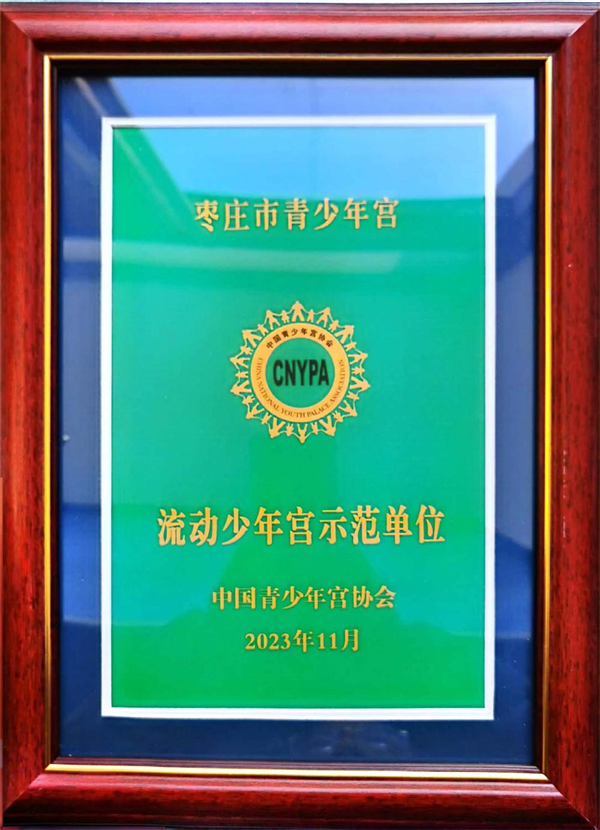 枣庄市青少年宫
中国青少年宫协会
CNYPA
CHINA NATIONAL YOUTH PALACE ASSOCIATION
流动少年宫示范单位
中国青少年宫协会
2023年11月